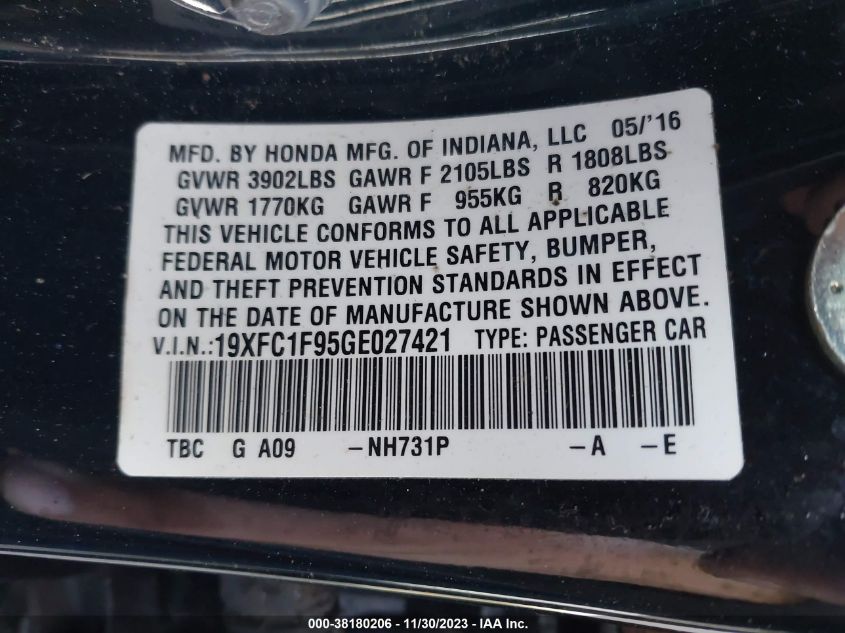 MFD. BY HONDA MFG. OF INDIANA, LLC 05/'16
GVWR 3902LBS GAWR F 2105LBS R 1808LBS
GVWR 1770KG GAWR F 955KG R 820KG
THIS VEHICLE CONFORMS TO ALL APPLICABLE
FEDERAL MOTOR VEHICLE SAFETY, BUMPER,
AND THEFT PREVENTION STANDARDS IN EFFECT
ON THE DATE OF MANUFACTURE SHOWN ABOVE.
V.I.N.:19XFC1F95GE027421 TYPE: PASSENGER CAR
TBC G A09 -NH731P -A -E
000-38180206 - 11/30/2023 - IAA Inc.